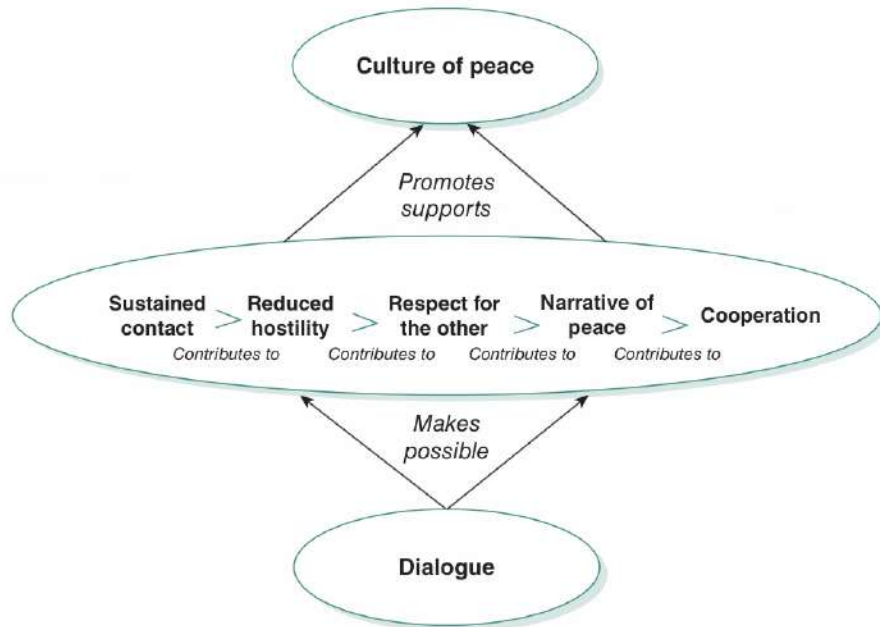 Culture of peace
Promotes
supports
Sustained contact > Reduced hostility > Respect for the other > Narrative of peace > Cooperation
Contributes to Contributes to Contributes to Contributes to
Makes
possible
Dialogue